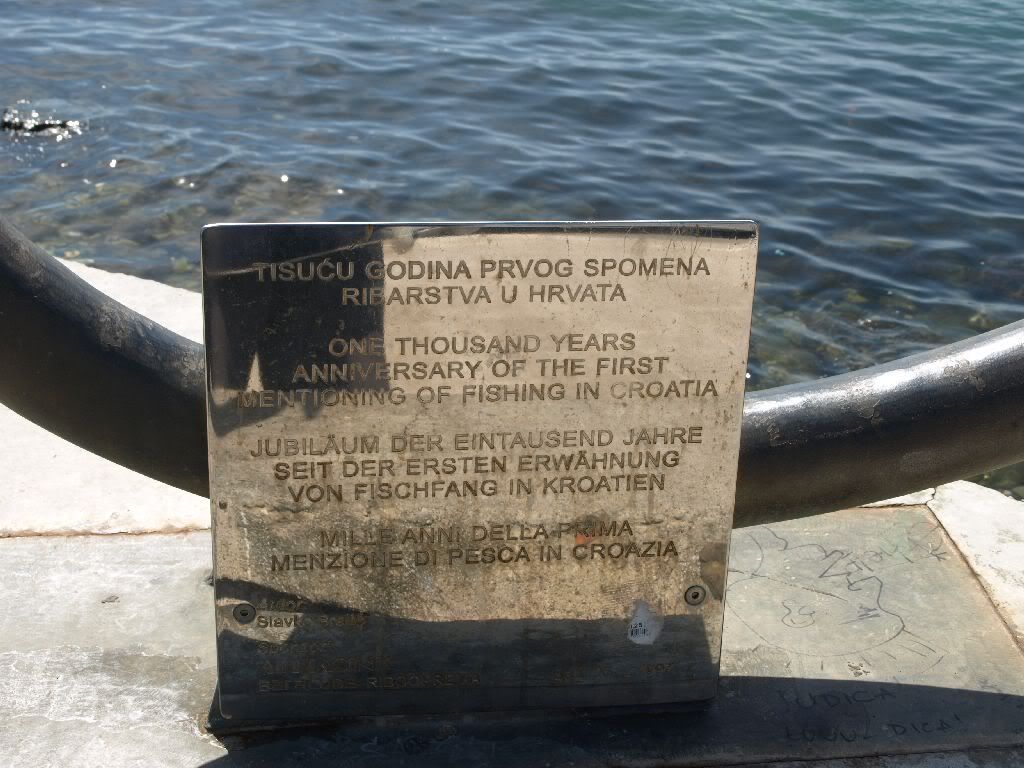 TISUĆU GODINA PRVOG SPOMENA
RIBARSTVA U HRVATA
ONE THOUSAND YEARS
ANNIVERSARY OF THE FIRST
MENTIONING OF FISHING IN CROATIA
JUBILÄUM DER EINTAUSEND JAHRE
SEIT DER ERSTEN ERWÄHNUNG
VON FISCHFANG IN KROATIEN
MILLE ANNI DELLA PRIMA
MENZIONE DI PESCA IN CROAZIA
Slavko